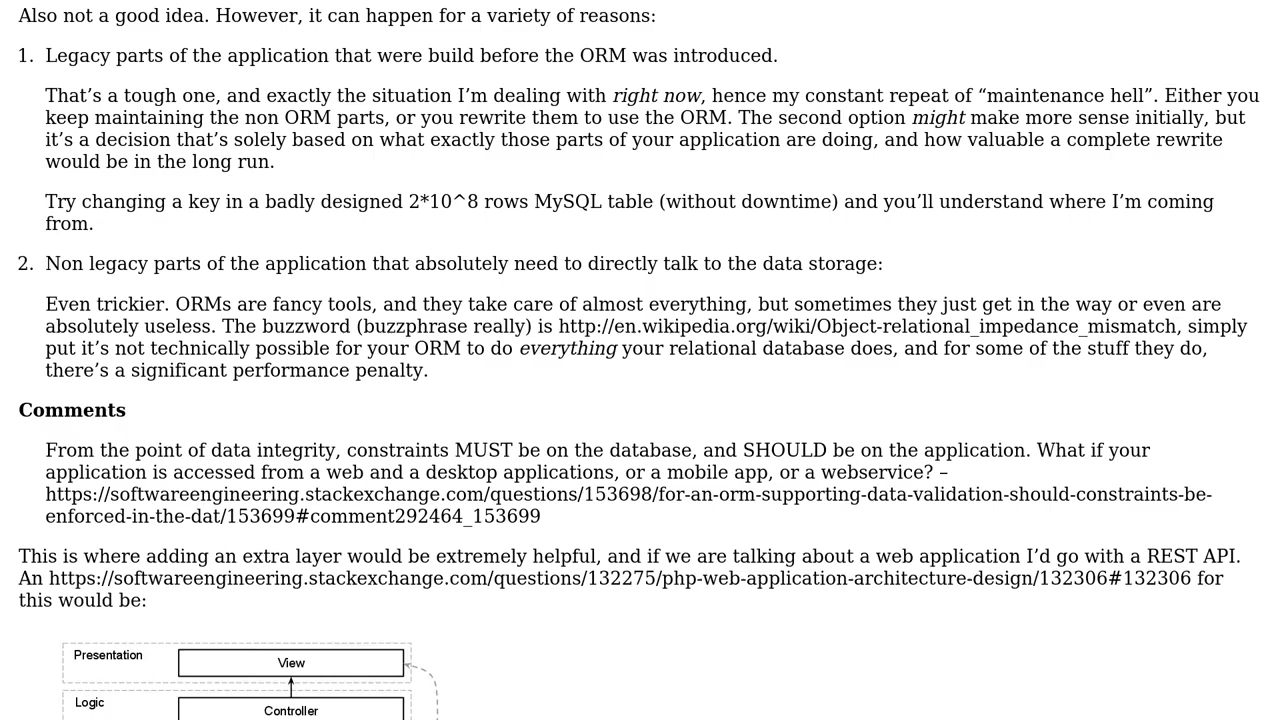 Also not a good idea. However, it can happen for a variety of reasons:
1. Legacy parts of the application that were build before the ORM was introduced.
That’s a tough one, and exactly the situation I’m dealing with right now, hence my constant repeat of “maintenance hell”. Either you
keep maintaining the non ORM parts, or you rewrite them to use the ORM. The second option might make more sense initially, but
it’s a decision that’s solely based on what exactly those parts of your application are doing, and how valuable a complete rewrite
would be in the long run.
Try changing a key in a badly designed 2*10^8 rows MySQL table (without downtime) and you’ll understand where I’m coming
from.
2. Non legacy parts of the application that absolutely need to directly talk to the data storage:
Even trickier. ORMs are fancy tools, and they take care of almost everything, but sometimes they just get in the way or even are
absolutely useless. The buzzword (buzzphrase really) is http://en.wikipedia.org/wiki/Object-relational_impedance_mismatch, simply
put it’s not technically possible for your ORM to do everything your relational database does, and for some of the stuff they do,
there’s a significant performance penalty.
Comments
From the point of data integrity, constraints MUST be on the database, and SHOULD be on the application. What if your
application is accessed from a web and a desktop applications, or a mobile app, or a webservice? –
https://softwareengineering.stackexchange.com/questions/153698/for-an-orm-supporting-data-validation-should-constraints-be-
enforced-in-the-dat/153699#comment292464_153699
This is where adding an extra layer would be extremely helpful, and if we are talking about a web application I’d go with a REST API.
An https://softwareengineering.stackexchange.com/questions/132275/php-web-application-architecture-design/132306#132306 for
this would be:
Presentation
View
Logic
Controller